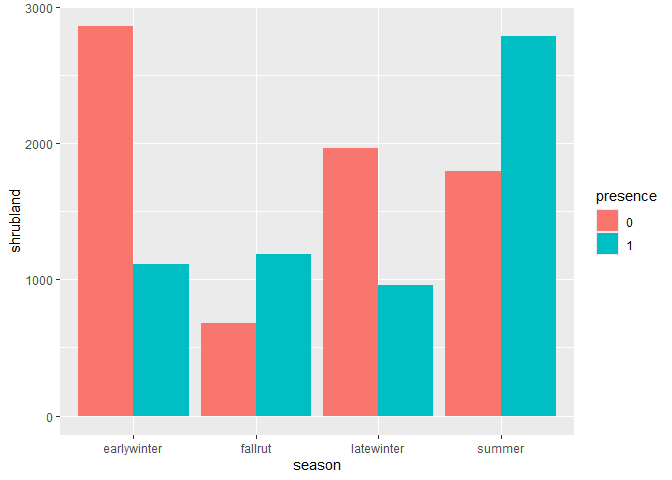 3000
2000
1000
0
shrubland
earlywinter
fallrut
latewinter
summer
season
presence
0
1